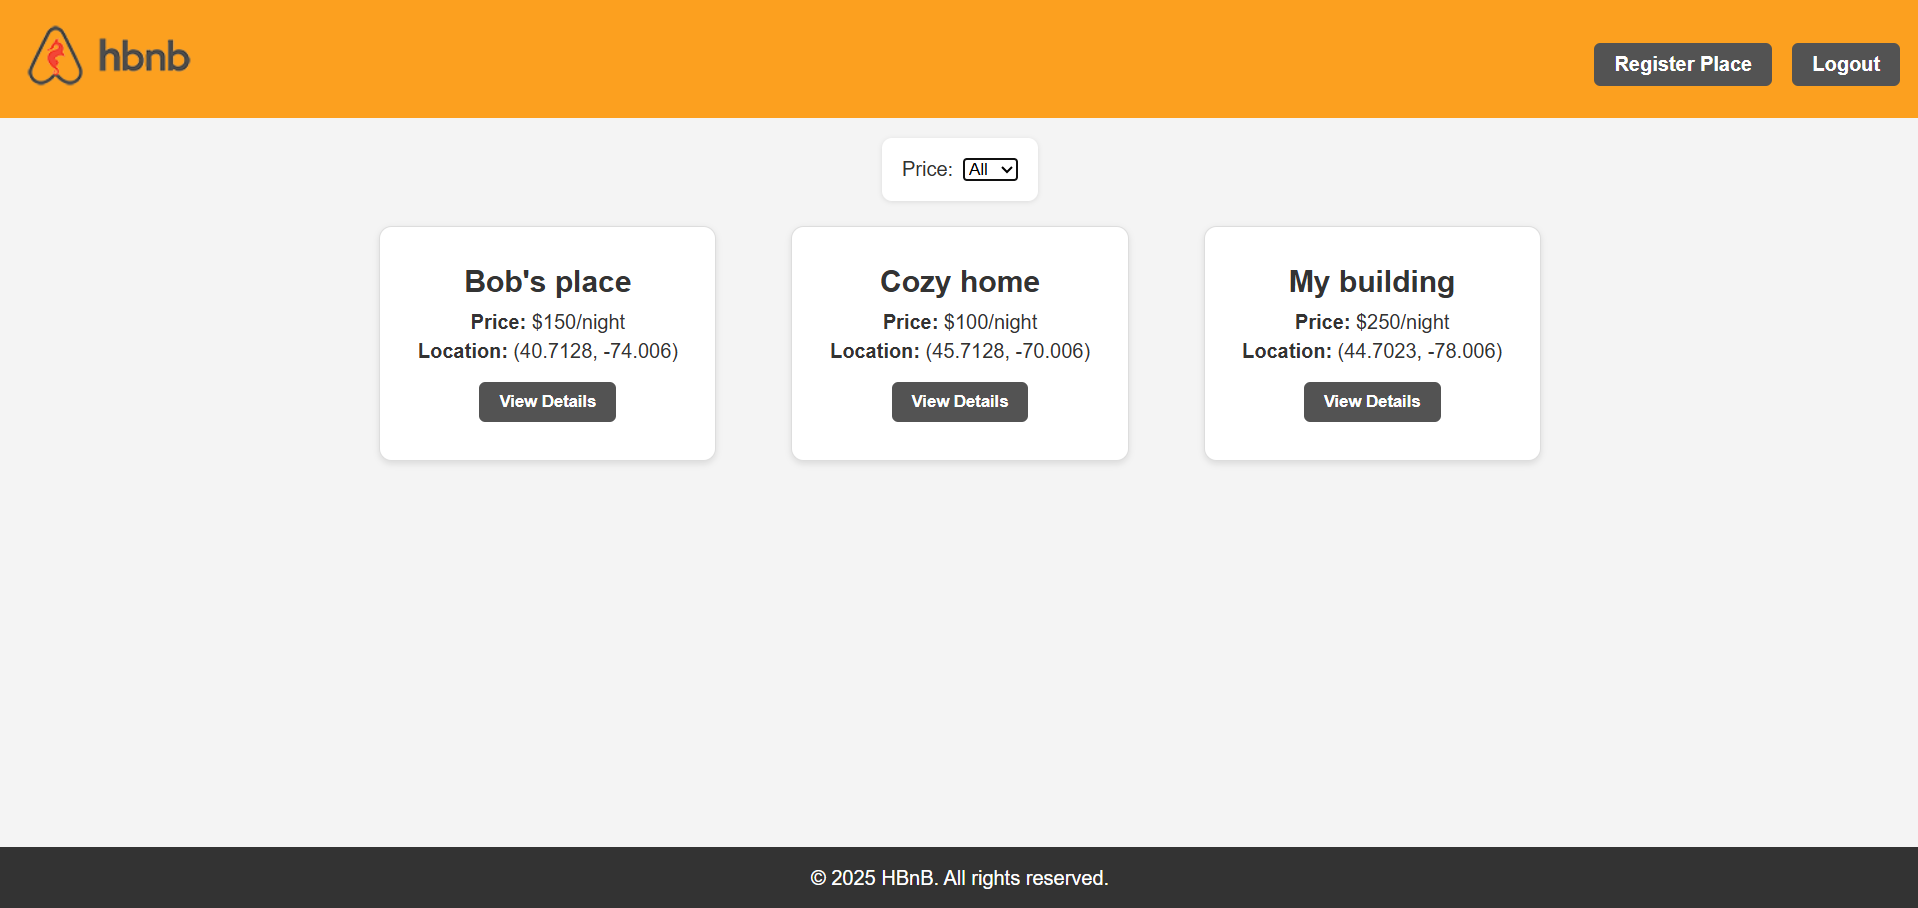 hbnb
Register Place
Logout
Price: All
Bob's place
Price: $150/night
Location: (40.7128, -74.006)
View Details
Cozy home
Price: $100/night
Location: (45.7128, -70.006)
View Details
My building
Price: $250/night
Location: (44.7023, -78.006)
View Details
© 2025 HBnB. All rights reserved.